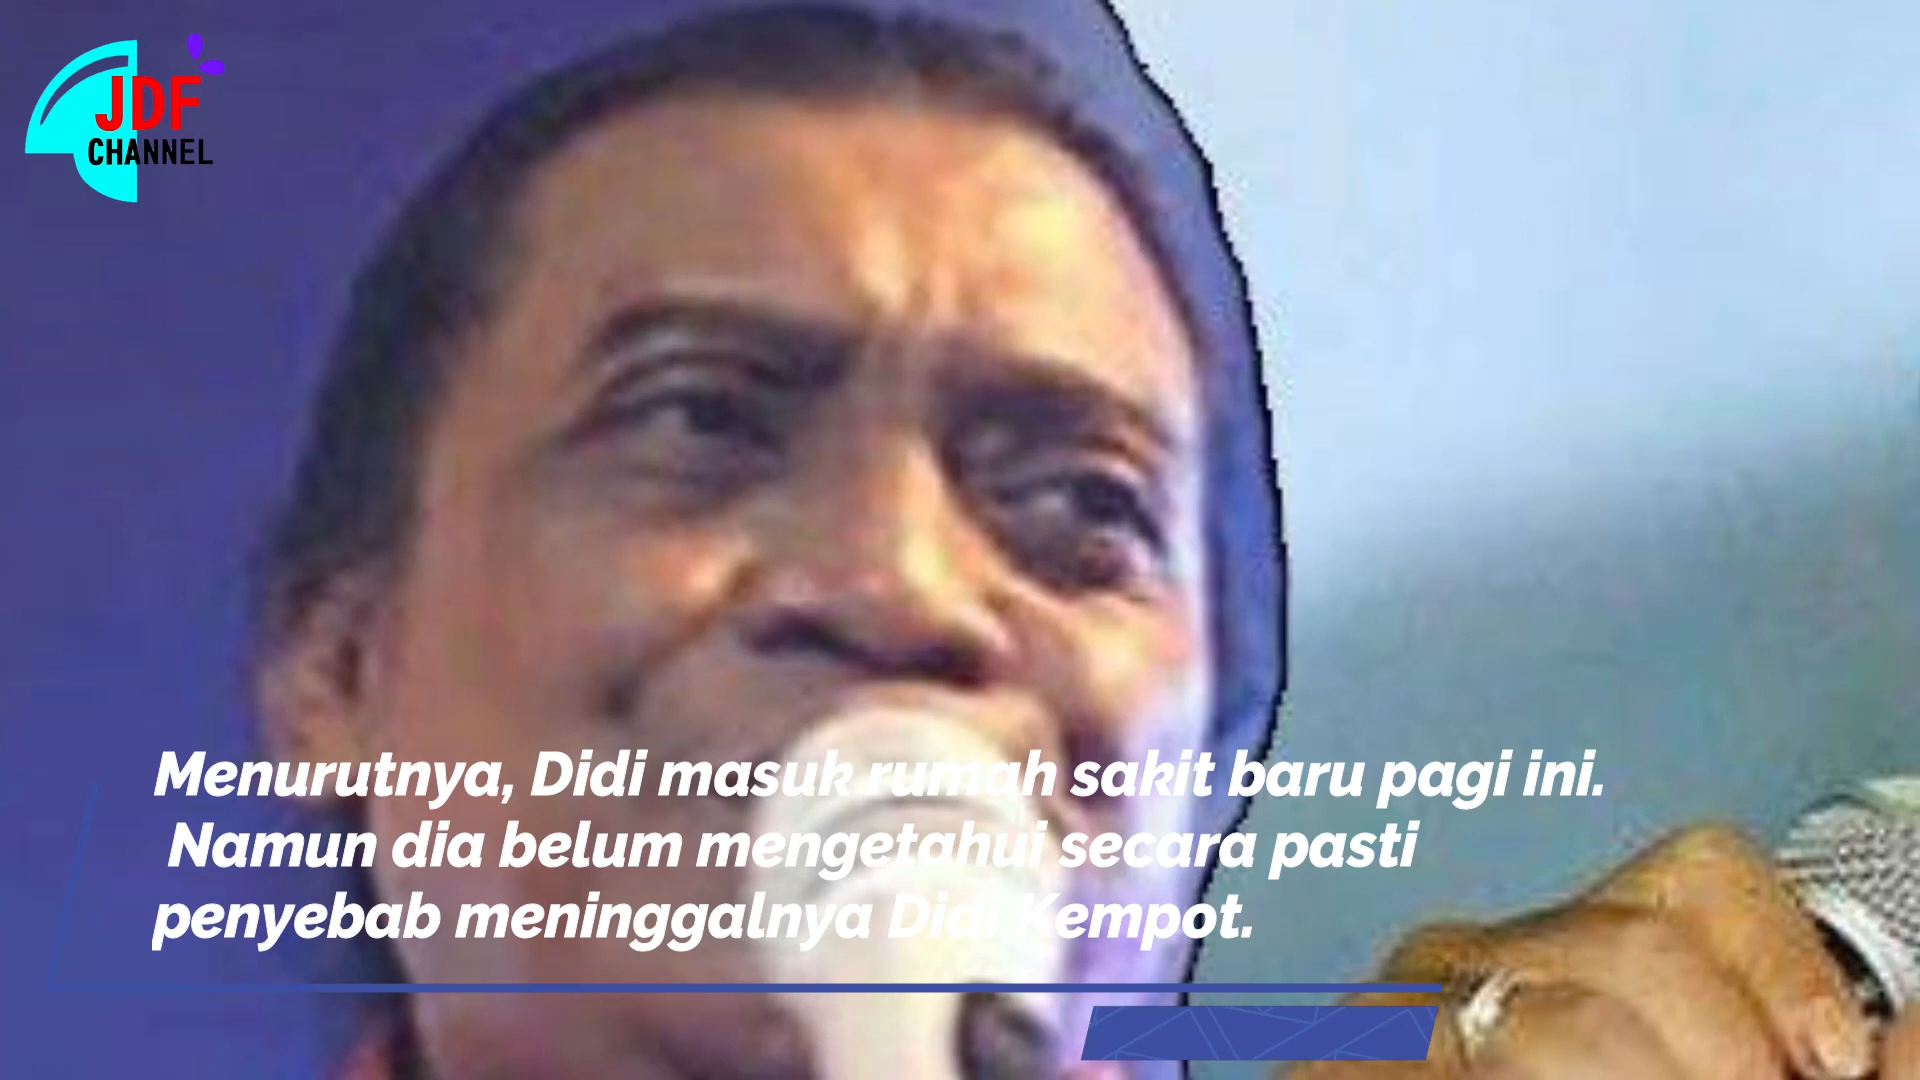 JDF
CHANNEL
Menurutnya, Didi masuk rumah sakit baru pagi ini.
Namun dia belum mengetahui secara pasti
penyebab meninggalnya Didi Kempot.